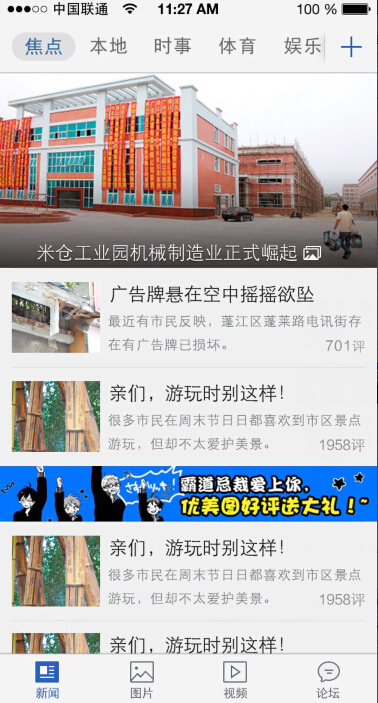 中国联通
11:27 AM
100 %
焦点 本地 时事 体育 娱乐
米仓工业园机械制造业正式崛起
广告牌悬在空中摇摇欲坠
最近有市民反映，蓬江区蓬莱路电讯街存
在有广告牌已损坏。
701评
亲们，游玩时别这样！
很多市民在周末节日日都喜欢到市区景点
游玩，但却不太爱护美景。
1958评
霸道总裁爱上你，
优美图好评送大礼！~
亲们，游玩时别这样！
很多市民在周末节日日都喜欢到市区景点
游玩，但却不太爱护美景。
1958评
亲们，游玩时别这样！
新闻 图片 视频 论坛